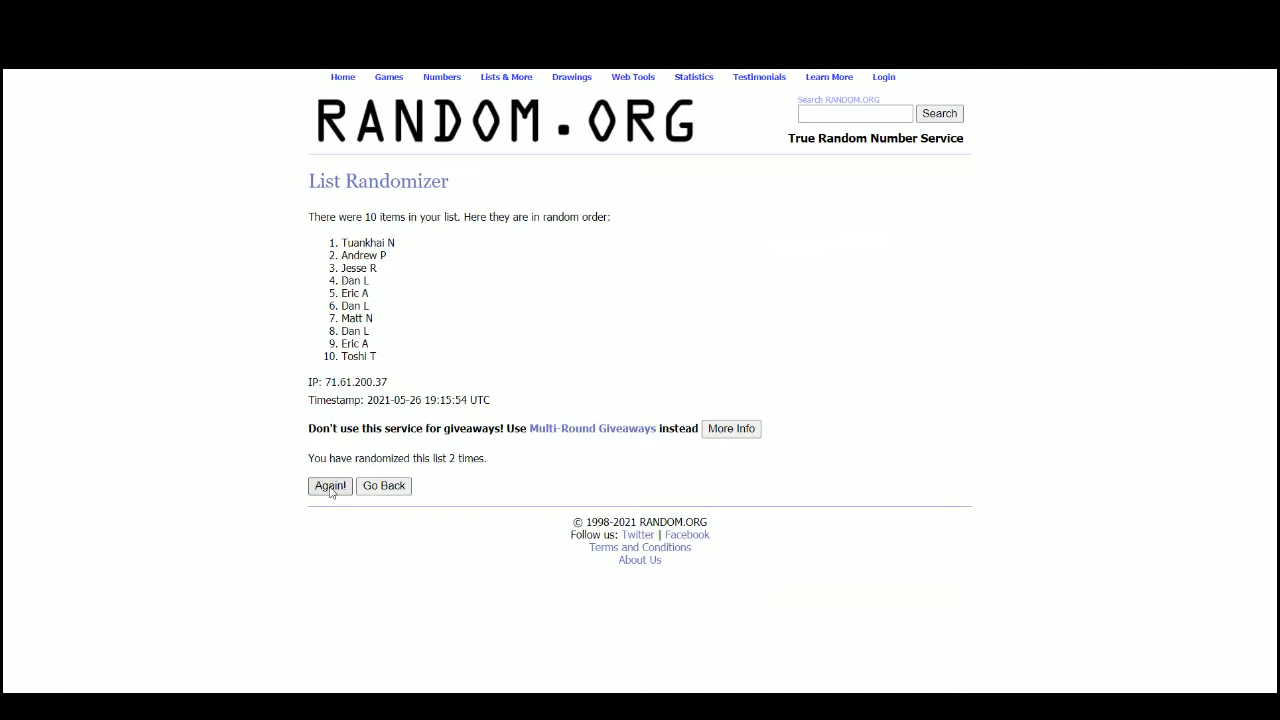 Home Games Numbers Lists & More Drawings Web Tools Statistics Testimonials Learn More Login
RANDOM.ORG
Search RANDOM.ORG
Search
True Random Number Service
List Randomizer
There were 10 items in your list. Here they are in random order:
1. Tuankhai N
2. Andrew P
3. Jesse R
4. Dan L
5. Eric A
6. Dan L
7. Matt N
8. Dan L
9. Eric A
10. Toshi T
IP: 71.61.200.37
Timestamp: 2021-05-26 19:15:54 UTC
Don't use this service for giveaways! Use Multi-Round Giveaways instead More Info
You have randomized this list 2 times.
Again! Go Back
© 1998-2021 RANDOM.ORG
Follow us: Twitter | Facebook
Terms and Conditions
About Us